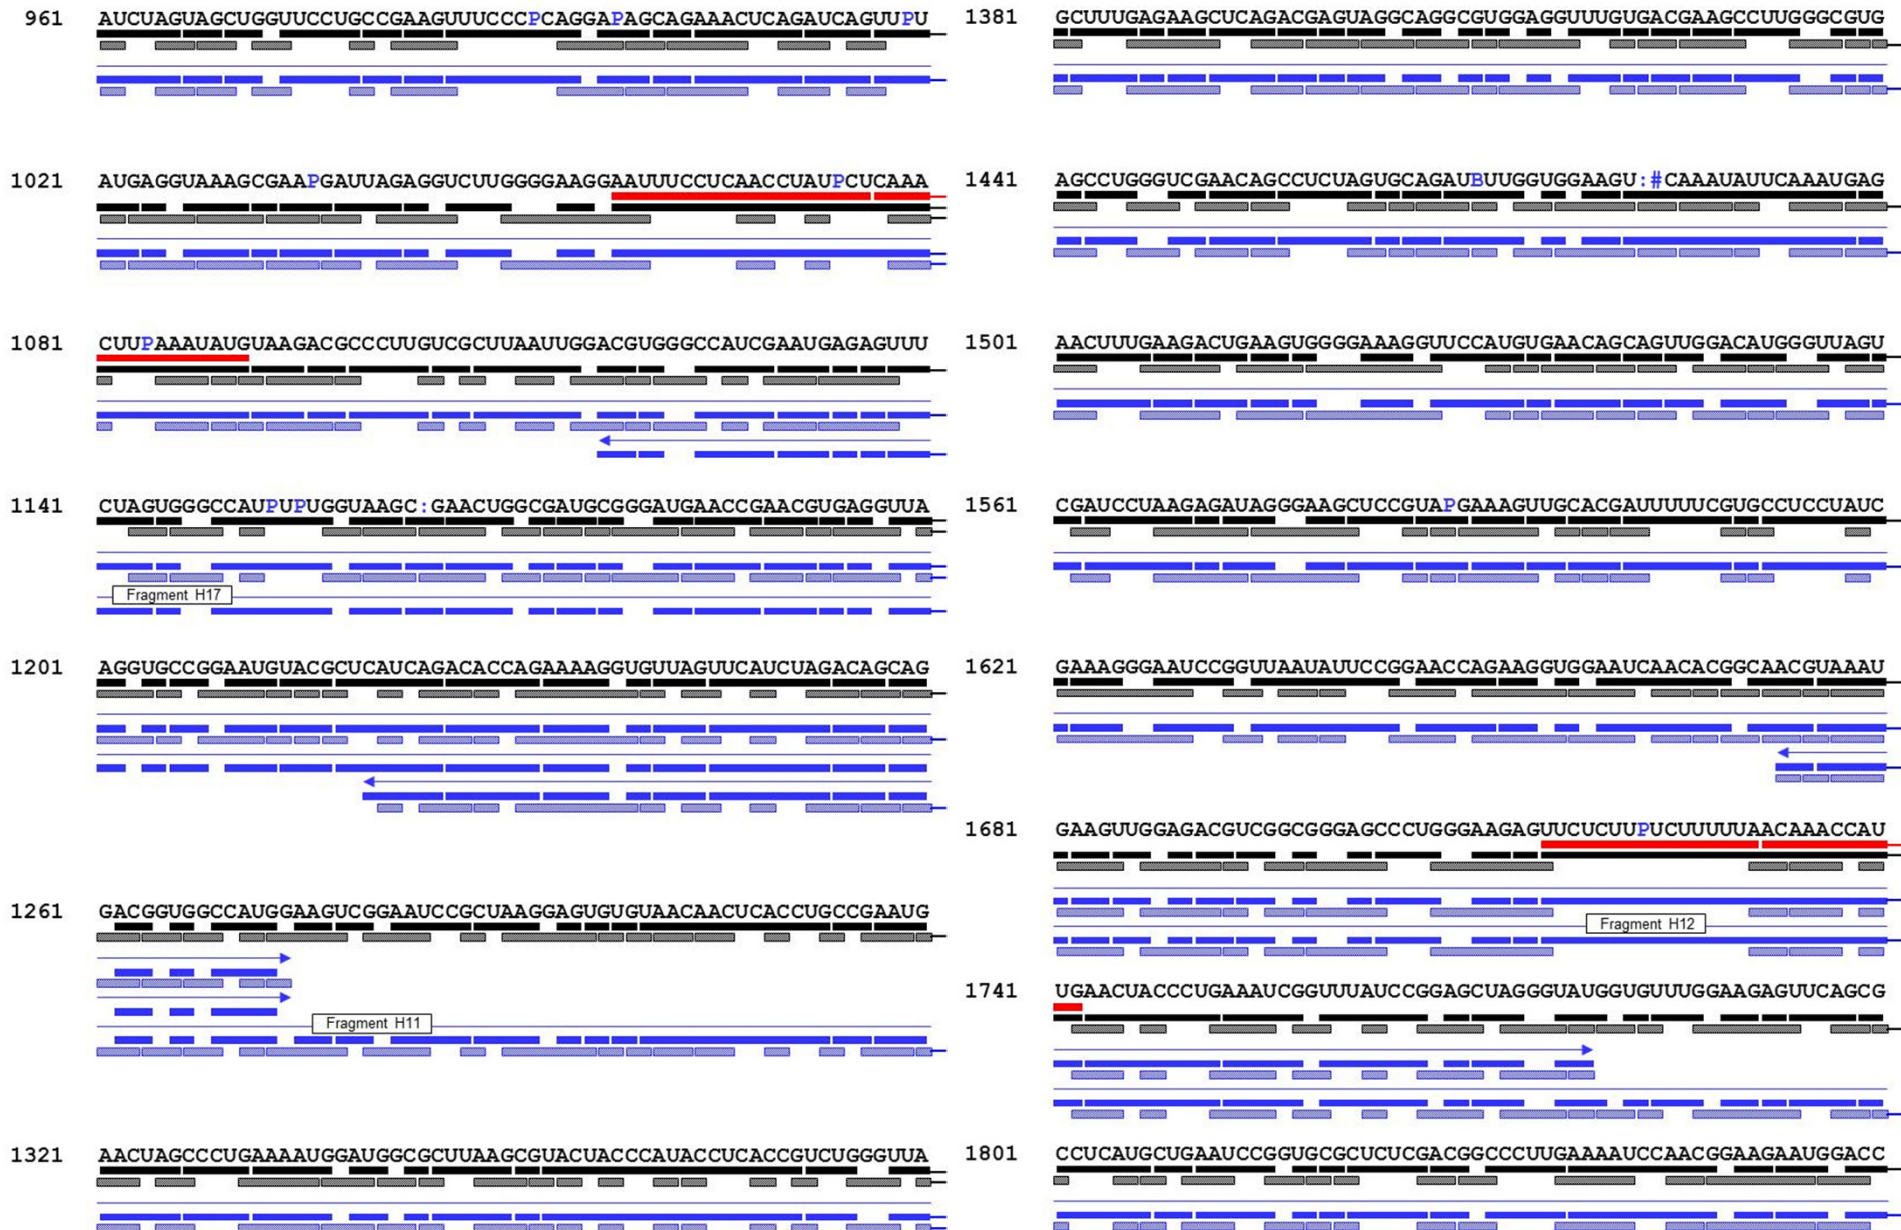 961 AUCUAGUAGCUGGUUCCUGCCGAAGUUUCCCPCAGGAPAGCAGAAACUCAGAUCAGUUPU
1021 AUGAGGUAAAGCGAAPGAUUAGAGGUCUUGGGGAAGGAAUUUCCUCAACCUAUPCUCAAA
1081 CUUPAAAUAUGUAAGACGCCCUUGUCGCUUAAUUGGACGUGGGCCAUCGAAUGAGAGUUU
1141 CUAGUGGGCCAUPUPUGGUAAGC:GAACUGGCGAUGCGGGAUGAACCGAACGUGAGGUUA
Fragment H17
1201 AGGUGCCGGAAUGUACGCUCAUCAGACACCAGAAAAGGUGUUAGUUCAUCUAGACAGCAG
1261 GACGGUGGCCAUGGAAGUCGGAAUCCGCUAAGGAGUGUGUAACAACUCACCUGCCGAAUG
Fragment H11
1321 AACUAGCCCUGAAAAUGGAUGGCGCUUAAGCGUACUACCCAUACCUCACCGUCUGGGUUA
1381 GCUUUGAGAAGCUCAGACGAGUAGGCAGGCGUGGAGGUUUGUGACGAAGCCUUGGGCGUG
1441 AGCCUGGGUCGAACAGCCUCUAGUGCAGAUBUUGGUGGAAGU:#CAAAUAUUCAAAUGAG
1501 AACUUUGAAGACUGAAGUGGGGAAAGGUUCCAUGUGAACAGCAGUUGGACAUGGGUUAGU
1561 CGAUCCUAAGAGAUAGGGAAGCUCCGUAPGAAAGUUGCACGAUUUUUCGUGCCUCCUAUC
1621 GAAAGGGAAUCCGGUUAAUAUUCCGGAACCAGAAGGUGGAAUCAACACGGCAACGUAAAU
1681 GAAGUUGGAGACGUCGGCGGGAGCCCUGGGAAGAGUUCUCUUPUCUUUUUAACAAACCAU
Fragment H12
1741 UGAACUACCCUGAAAUCGGUUUAUCCGGAGCUAGGGUAUGGUGUUUGGAAGAGUUCAGCG
1801 CCUCAUGCUGAAUCCGGUGCGCUCUCGACGGCCCUUGAAAAUCCAACGGAAGAAUGGACC